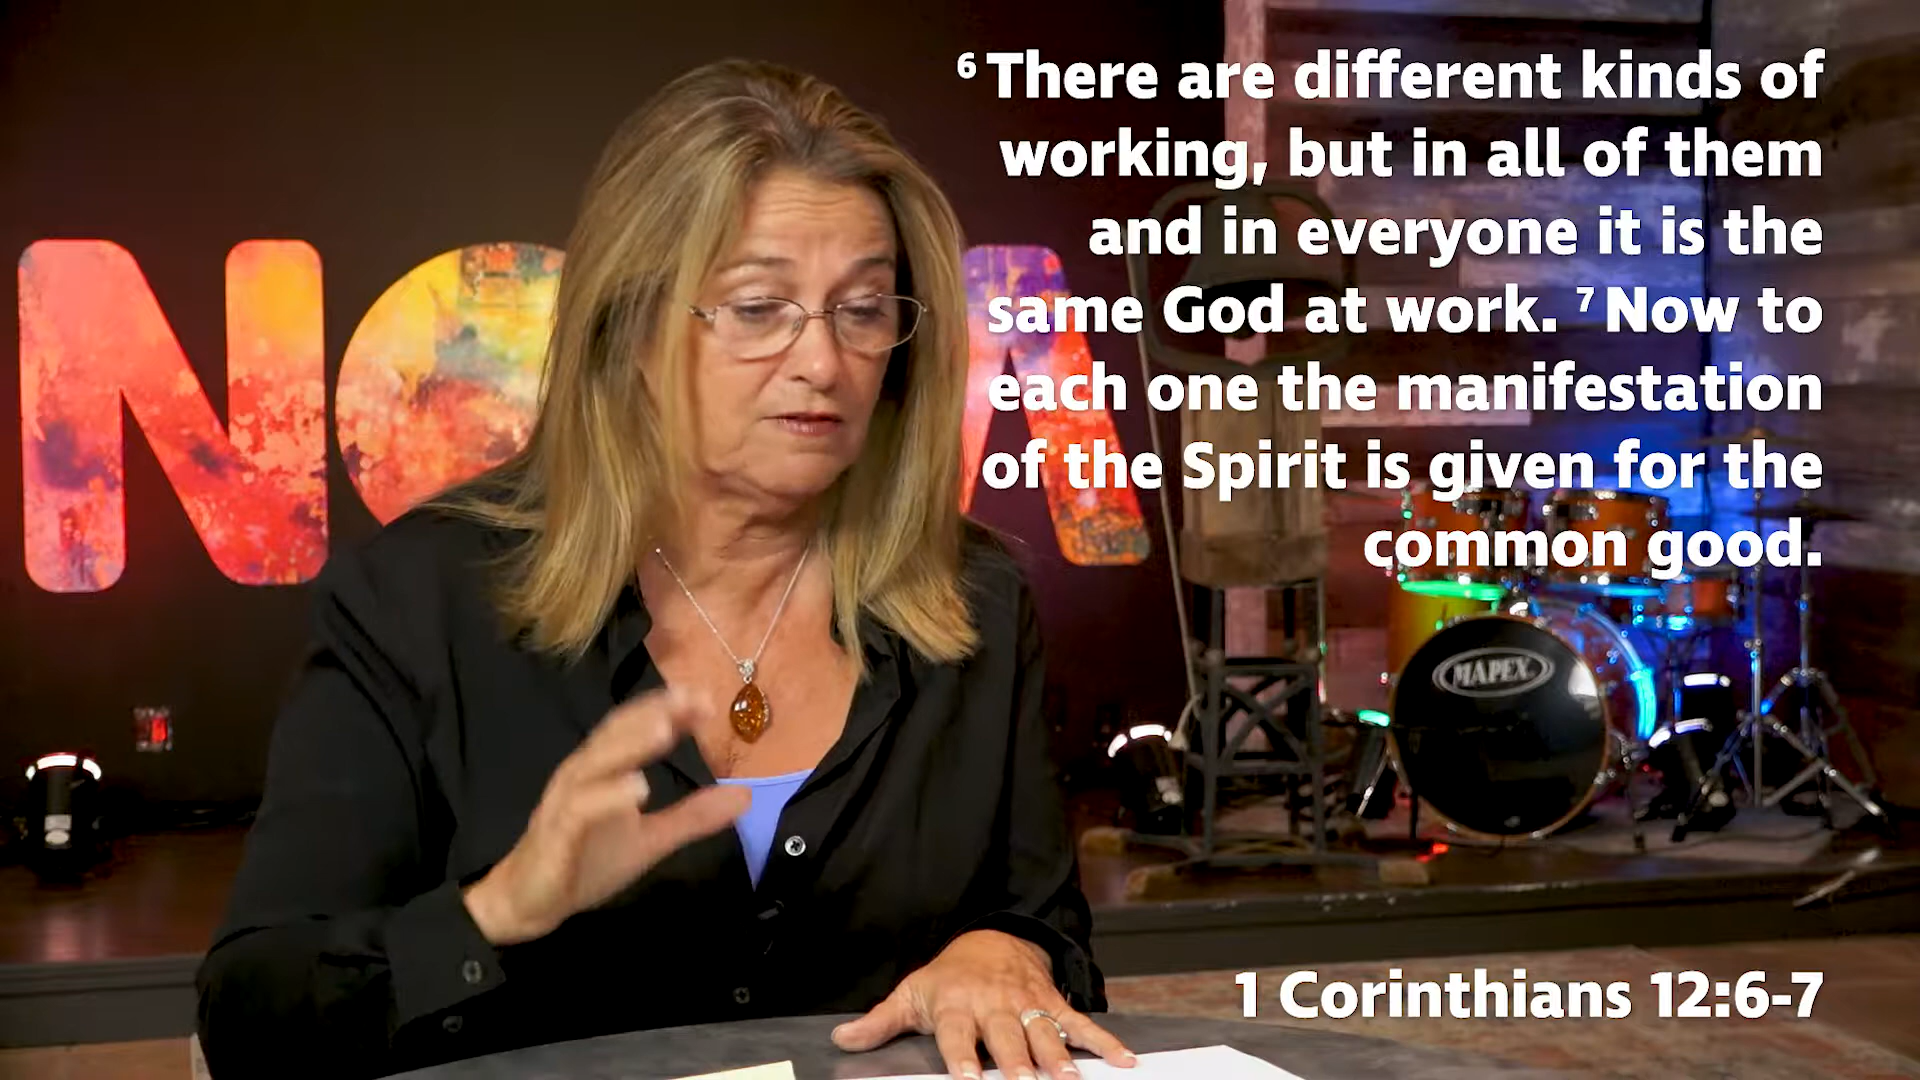 ⁶ There are different kinds of
working, but in all of them
and in everyone it is the
same God at work. ⁷ Now to
each one the manifestation
of the Spirit is given for the
common good.
MAPEX
1 Corinthians 12:6-7